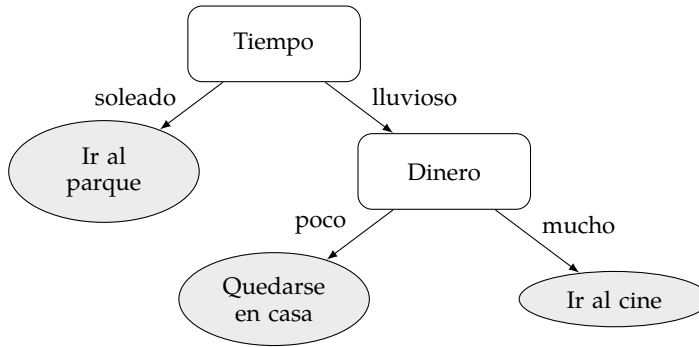 Tiempo
soleado
lluvioso
Ir al
parque
Dinero
poco
mucho
Quedarse
en casa
Ir al cine